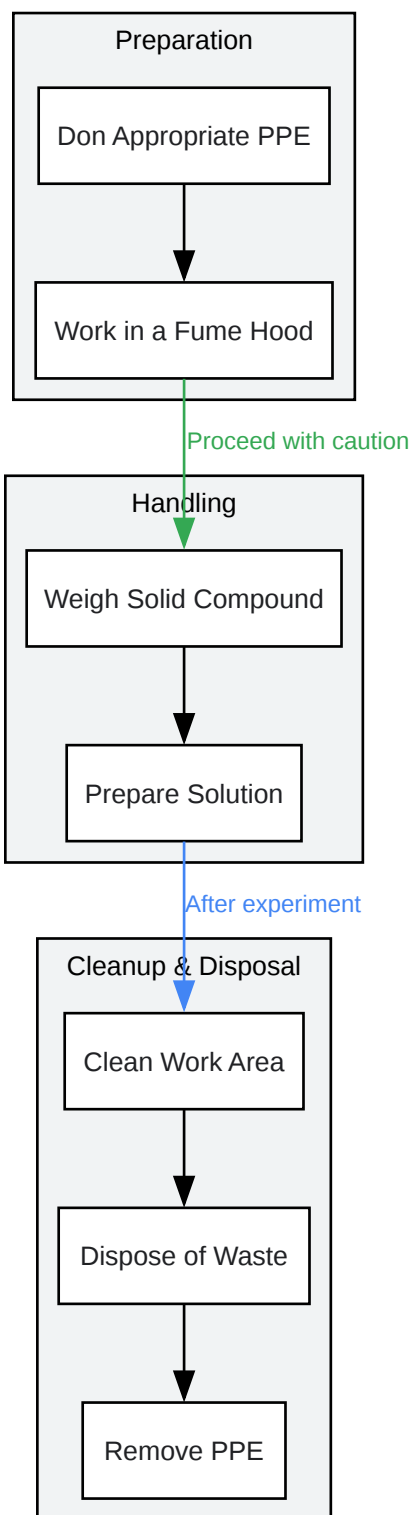 Preparation
Don Appropriate PPE
Work in a Fume Hood
Proceed with caution
Handling
Weigh Solid Compound
Prepare Solution
After experiment
Cleanup & Disposal
Clean Work Area
Dispose of Waste
Remove PPE